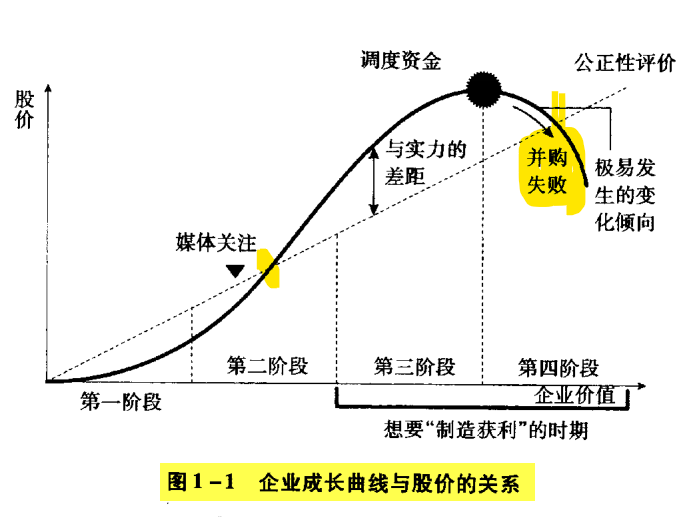 调度资金
公正性评价
股
价
与实力的
差距
并购
失败
极易发
生的变
化倾向
媒体关注
第二阶段
第三阶段
第四阶段
第一阶段
企业价值
想要“制造获利”的时期
图1-1 企业成长曲线与股价的关系